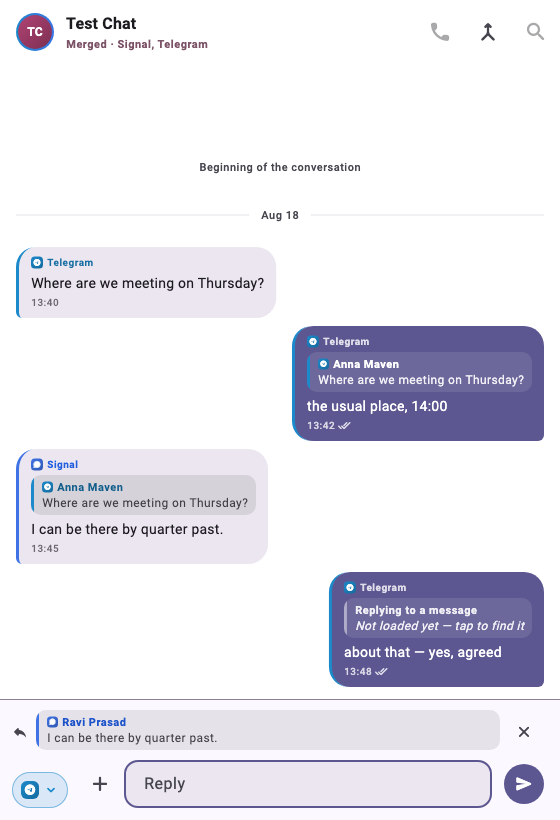 TC
Test Chat
Merged · Signal, Telegram
Beginning of the conversation
Aug 18
Telegram
Where are we meeting on Thursday?
13:40
Telegram
Anna Maven
Where are we meeting on Thursday?
the usual place, 14:00
13:42
Signal
Anna Maven
Where are we meeting on Thursday?
I can be there by quarter past.
13:45
Telegram
Replying to a message
Not loaded yet — tap to find it
about that — yes, agreed
13:48
Ravi Prasad
I can be there by quarter past.
Reply